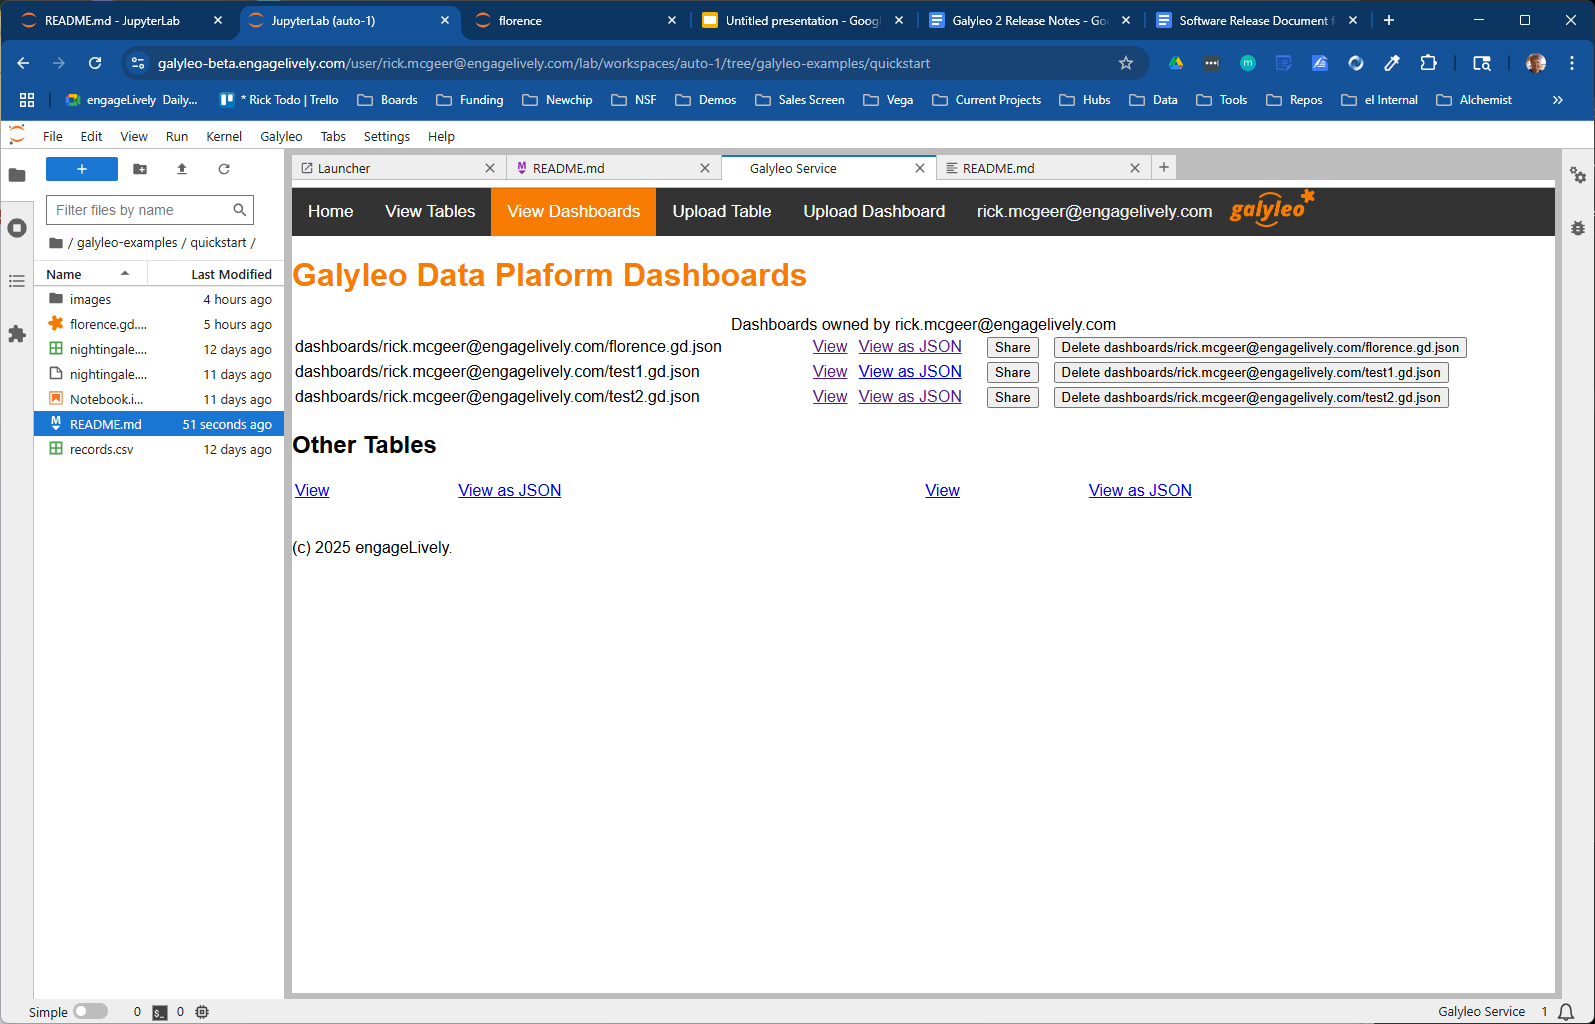 README.md - JupyterLab
JupyterLab (auto-1)
florence
Untitled presentation - Googl
Galyleo 2 Release Notes - Go
Software Release Document f
galyleo-beta.engagelively.com/user/rick.mcgeer@engagelively.com/lab/workspaces/auto-1/tree/galyleo-examples/quickstart
engageLively Daily...
* Rick Todo | Trello
Boards
Funding
Newchip
NSF
Demos
Sales Screen
Vega
Current Projects
Hubs
Data
Tools
Repos
el Internal
Alchemist
File Edit View Run Kernel Galyleo Tabs Settings Help
Launcher
README.md
Galyleo Service
README.md
Filter files by name
/ galyleo-examples / quickstart /
Name Last Modified
images 4 hours ago
florence.gd.... 5 hours ago
nightingale.... 12 days ago
nightingale.... 11 days ago
Notebook.i... 11 days ago
README.md 51 seconds ago
records.csv 12 days ago
Home View Tables View Dashboards Upload Table Upload Dashboard rick.mcgeer@engagelively.com galyleo
Galyleo Data Plaform Dashboards
Dashboards owned by rick.mcgeer@engagelively.com
dashboards/rick.mcgeer@engagelively.com/florence.gd.json View View as JSON Share Delete dashboards/rick.mcgeer@engagelively.com/florence.gd.json
dashboards/rick.mcgeer@engagelively.com/test1.gd.json View View as JSON Share Delete dashboards/rick.mcgeer@engagelively.com/test1.gd.json
dashboards/rick.mcgeer@engagelively.com/test2.gd.json View View as JSON Share Delete dashboards/rick.mcgeer@engagelively.com/test2.gd.json
Other Tables
View View as JSON View View as JSON
(c) 2025 engageLively.
Simple 0 0
Galyleo Service 1